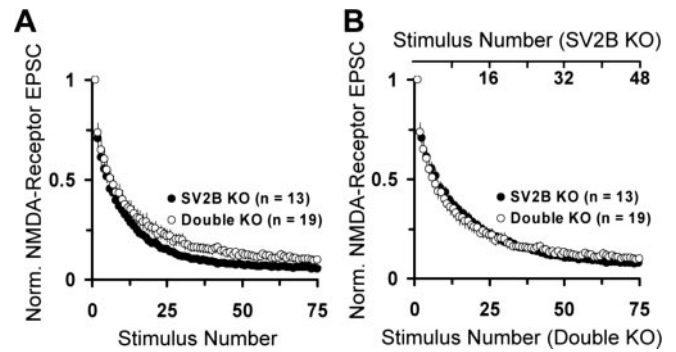 A
Norm. NMDA-Receptor EPSC
1
0.5
0
SV2B KO (n = 13)
Double KO (n = 19)
0 25 50 75
Stimulus Number
B
Stimulus Number (SV2B KO)
16 32 48
Norm. NMDA-Receptor EPSC
1
0.5
0
SV2B KO (n = 13)
Double KO (n = 19)
0 25 50 75
Stimulus Number (Double KO)